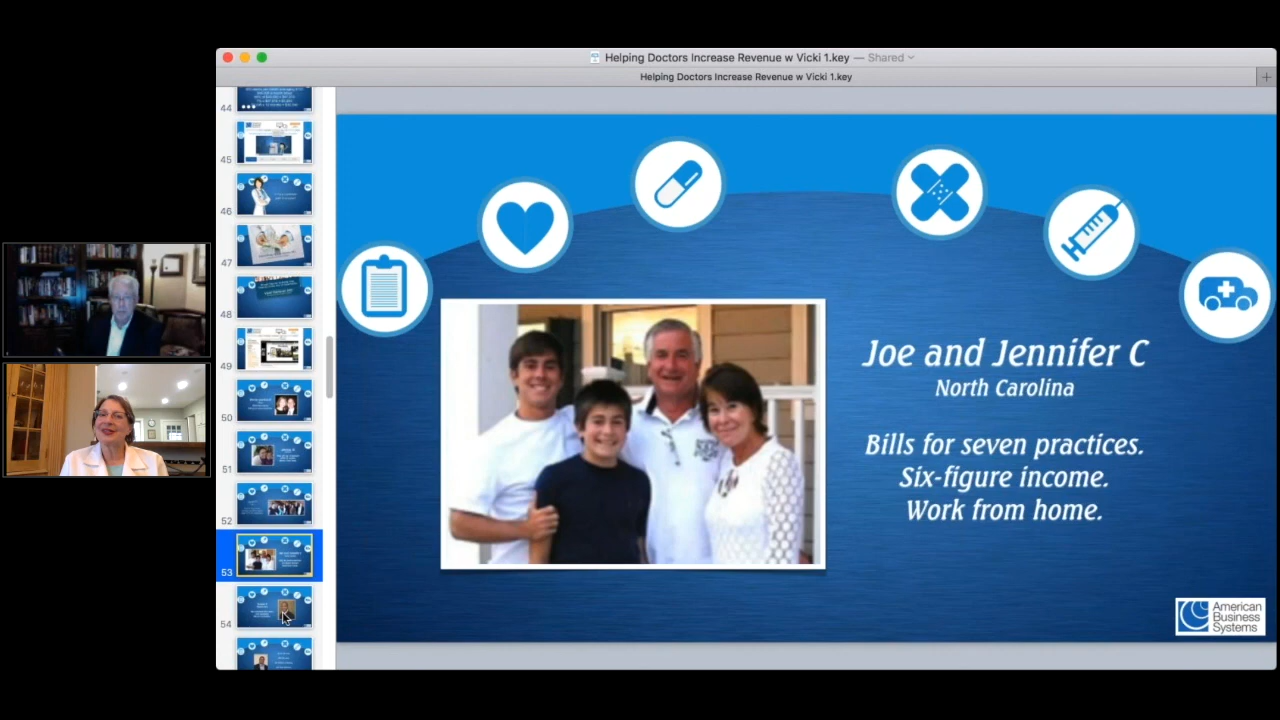 Helping Doctors Increase Revenue w Vicki 1.key — Shared
Helping Doctors Increase Revenue w Vicki 1.key
44
45
46
47
48
49
50
51
52
53
54
Joe and Jennifer C
North Carolina
Bills for seven practices.
Six-figure income.
Work from home.
American
Business
Systems